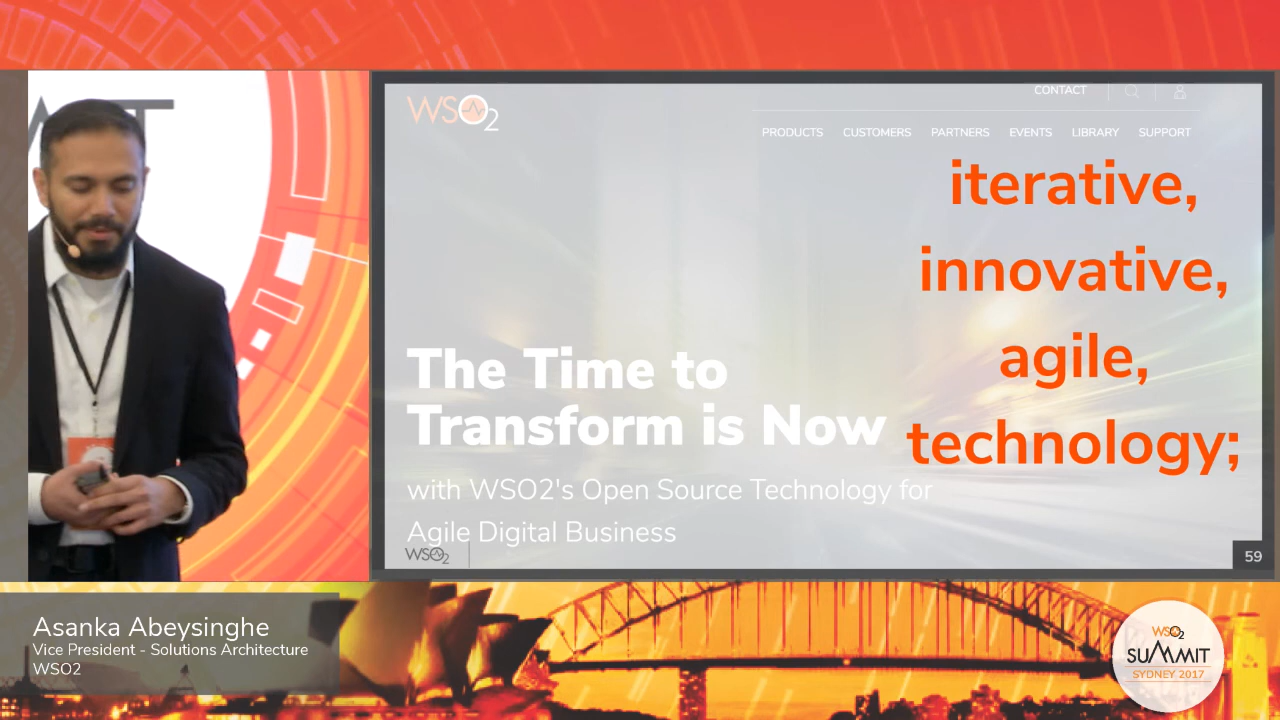 WSO2
CONTACT
PRODUCTS CUSTOMERS PARTNERS EVENTS LIBRARY SUPPORT
iterative,
innovative,
agile,
technology;
The Time to
Transform is Now
with WSO2's Open Source Technology for
Agile Digital Business
WSO2
59
Asanka Abeysinghe
Vice President - Solutions Architecture
WSO2
WSO2
SUMMIT
SYDNEY 2017